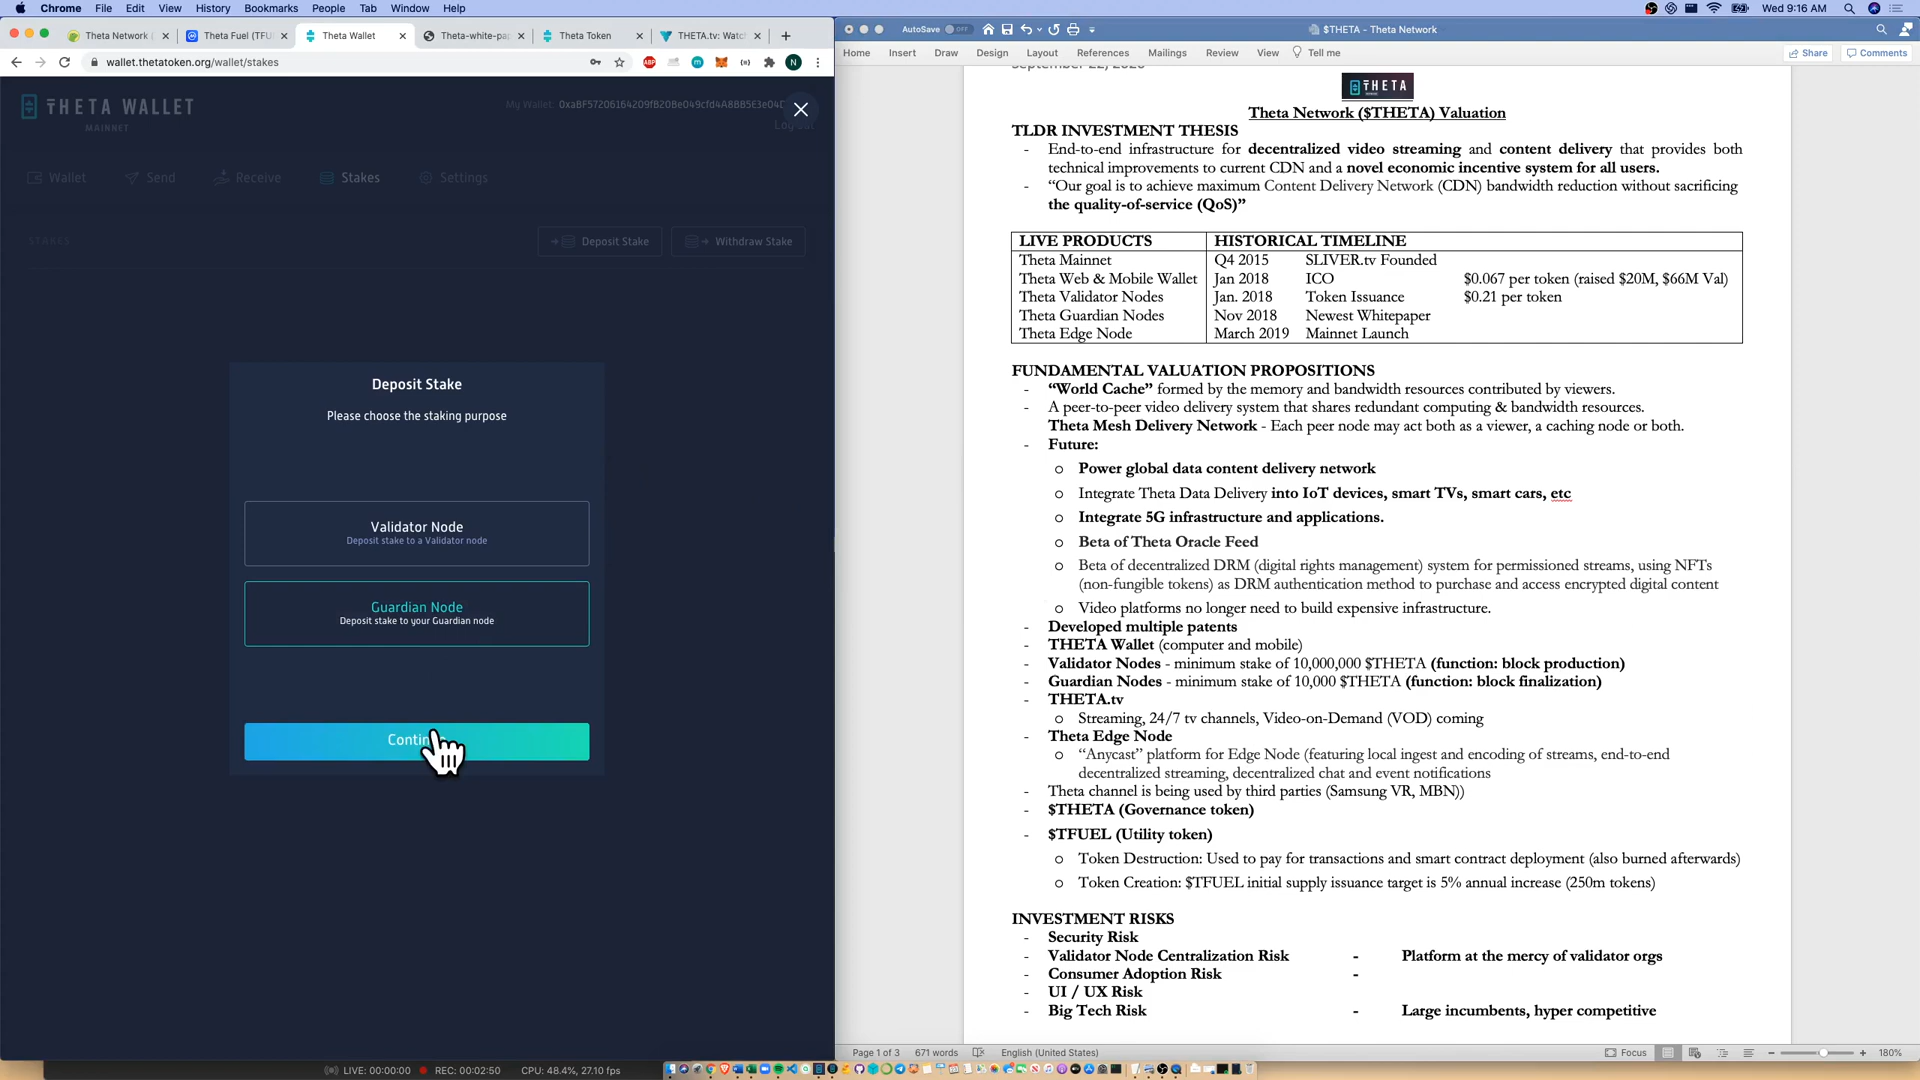 Chrome File Edit View History Bookmarks People Tab Window Help
Wed 9:16 AM
Theta Network (
Theta Fuel (TFU
Theta Wallet
Theta-white-pa
Theta Token
THETA.tv: Watc
wallet.thetatoken.org/wallet/stakes
THETA WALLET
MAINNET
My Wallet:
Wallet
Send
Receive
Stakes
Settings
STAKES
Deposit Stake
Withdraw Stake
Deposit Stake
Please choose the staking purpose
Validator Node
Deposit stake to a Validator node
Guardian Node
Deposit stake to your Guardian node
LIVE: 00:00:00
REC: 00:02:50
CPU: 48.4%, 27.10 fps
AutoSave OFF
$THETA - Theta Network
Home Insert Draw Design Layout References Mailings Review View Tell me
Share
Comments
THETA
Theta Network ($THETA) Valuation
TLDR INVESTMENT THESIS
- End-to-end infrastructure for decentralized video streaming and content delivery that provides both
technical improvements to current CDN and a novel economic incentive system for all users.
- “Our goal is to achieve maximum Content Delivery Network (CDN) bandwidth reduction without sacrificing
the quality-of-service (QoS)”
LIVE PRODUCTS HISTORICAL TIMELINE
Theta Mainnet Q4 2015 SLIVER.tv Founded
Theta Web & Mobile Wallet Jan 2018 ICO $0.067 per token (raised $20M, $66M Val)
Theta Validator Nodes Jan. 2018 Token Issuance $0.21 per token
Theta Guardian Nodes Nov 2018 Newest Whitepaper
Theta Edge Node March 2019 Mainnet Launch
FUNDAMENTAL VALUATION PROPOSITIONS
- “World Cache” formed by the memory and bandwidth resources contributed by viewers.
- A peer-to-peer video delivery system that shares redundant computing & bandwidth resources.
Theta Mesh Delivery Network - Each peer node may act both as a viewer, a caching node or both.
- Future:
o Power global data content delivery network
o Integrate Theta Data Delivery into IoT devices, smart TVs, smart cars, etc
o Integrate 5G infrastructure and applications.
o Beta of Theta Oracle Feed
o Beta of decentralized DRM (digital rights management) system for permissioned streams, using NFTs
(non-fungible tokens) as DRM authentication method to purchase and access encrypted digital content
o Video platforms no longer need to build expensive infrastructure.
- Developed multiple patents
- THETA Wallet (computer and mobile)
- Validator Nodes - minimum stake of 10,000,000 $THETA (function: block production)
- Guardian Nodes - minimum stake of 10,000 $THETA (function: block finalization)
- THETA.tv
o Streaming, 24/7 tv channels, Video-on-Demand (VOD) coming
- Theta Edge Node
o “Anycast” platform for Edge Node (featuring local ingest and encoding of streams, end-to-end
decentralized streaming, decentralized chat and event notifications
- Theta channel is being used by third parties (Samsung VR, MBN))
- $THETA (Governance token)
- $TFUEL (Utility token)
o Token Destruction: Used to pay for transactions and smart contract deployment (also burned afterwards)
o Token Creation: $TFUEL initial supply issuance target is 5% annual increase (250m tokens)
INVESTMENT RISKS
- Security Risk
- Validator Node Centralization Risk - Platform at the mercy of validator orgs
- Consumer Adoption Risk -
- UI / UX Risk
- Big Tech Risk - Large incumbents, hyper competitive
Page 1 of 3 671 words English (United States)
Focus
180%